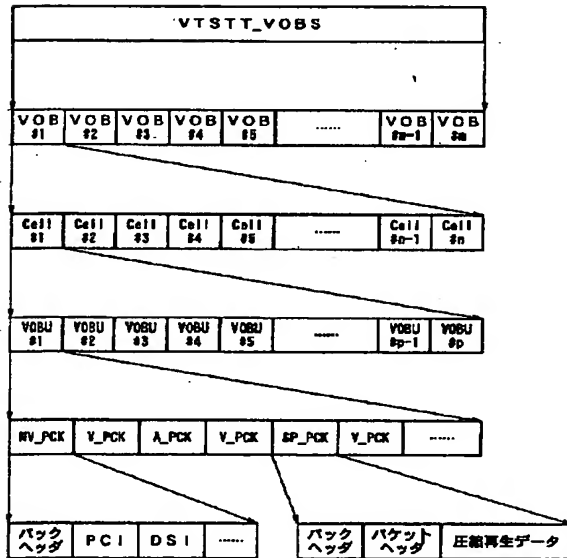 VTSTT_VOBS
VOB #1 VOB #2 VOB #3 VOB #4 VOB #5 ...... VOB #m-1 VOB #m
Cell #1 Cell #2 Cell #3 Cell #4 Cell #5 ...... Cell #n-1 Cell #n
VOBU #1 VOBU #2 VOBU #3 VOBU #4 VOBU #5 ...... VOBU #p-1 VOBU #p
NV_PCK V_PCK A_PCK V_PCK SP_PCK V_PCK ......
パック ヘッダ PCI DSI ...... パック ヘッダ パケット ヘッダ 圧縮再生データ